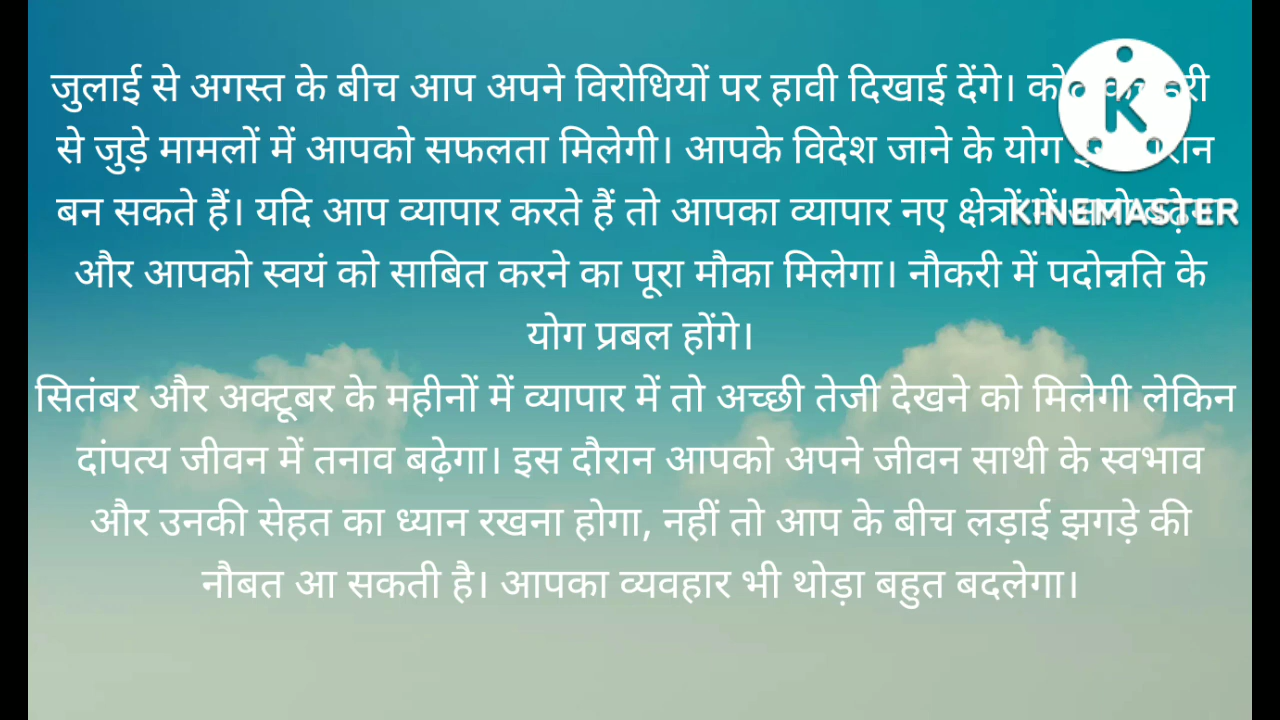 जुलाई से अगस्त के बीच आप अपने विरोधियों पर हावी दिखाई देंगे।
से जुड़े मामलों में आपको सफलता मिलेगी। आपके विदेश जाने के योग
बन सकते हैं। यदि आप व्यापार करते हैं तो आपका व्यापार नए क्षेत्रों में
और आपको स्वयं को साबित करने का पूरा मौका मिलेगा। नौकरी में पदोन्नति के
योग प्रबल होंगे।
सितंबर और अक्टूबर के महीनों में व्यापार में तो अच्छी तेजी देखने को मिलेगी लेकिन
दांपत्य जीवन में तनाव बढ़ेगा। इस दौरान आपको अपने जीवन साथी के स्वभाव
और उनकी सेहत का ध्यान रखना होगा, नहीं तो आप के बीच लड़ाई झगड़े की
नौबत आ सकती है। आपका व्यवहार भी थोड़ा बहुत बदलेगा।
K
KINEMASTER